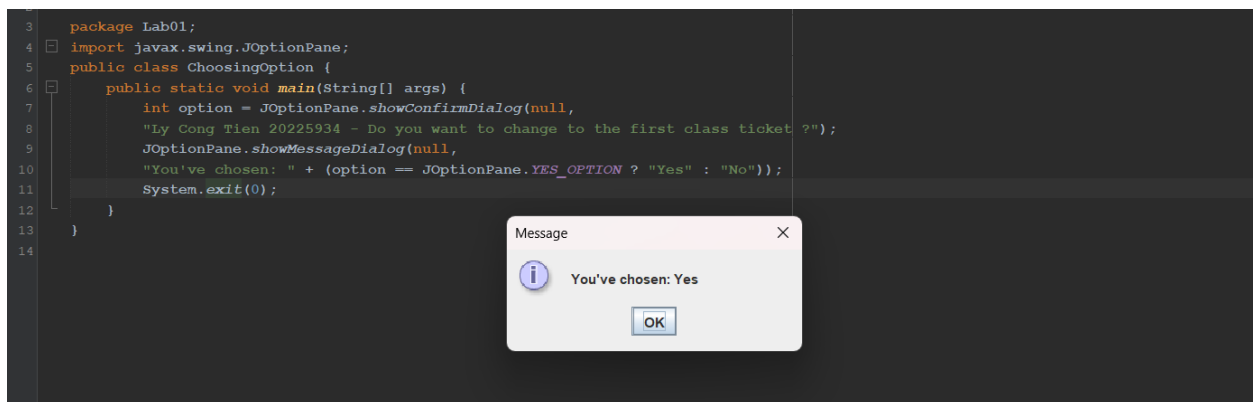 3 package Lab01;
4 import javax.swing.JOptionPane;
5 public class ChoosingOption {
6 public static void main(String[] args) {
7 int option = JOptionPane.showConfirmDialog(null,
8 "Ly Cong Tien 20225934 - Do you want to change to the first class ticket ?");
9 JOptionPane.showMessageDialog(null,
10 "You've chosen: " + (option == JOptionPane.YES_OPTION ? "Yes" : "No"));
11 System.exit(0);
12 }
13 }
14
Message
You've chosen: Yes
OK